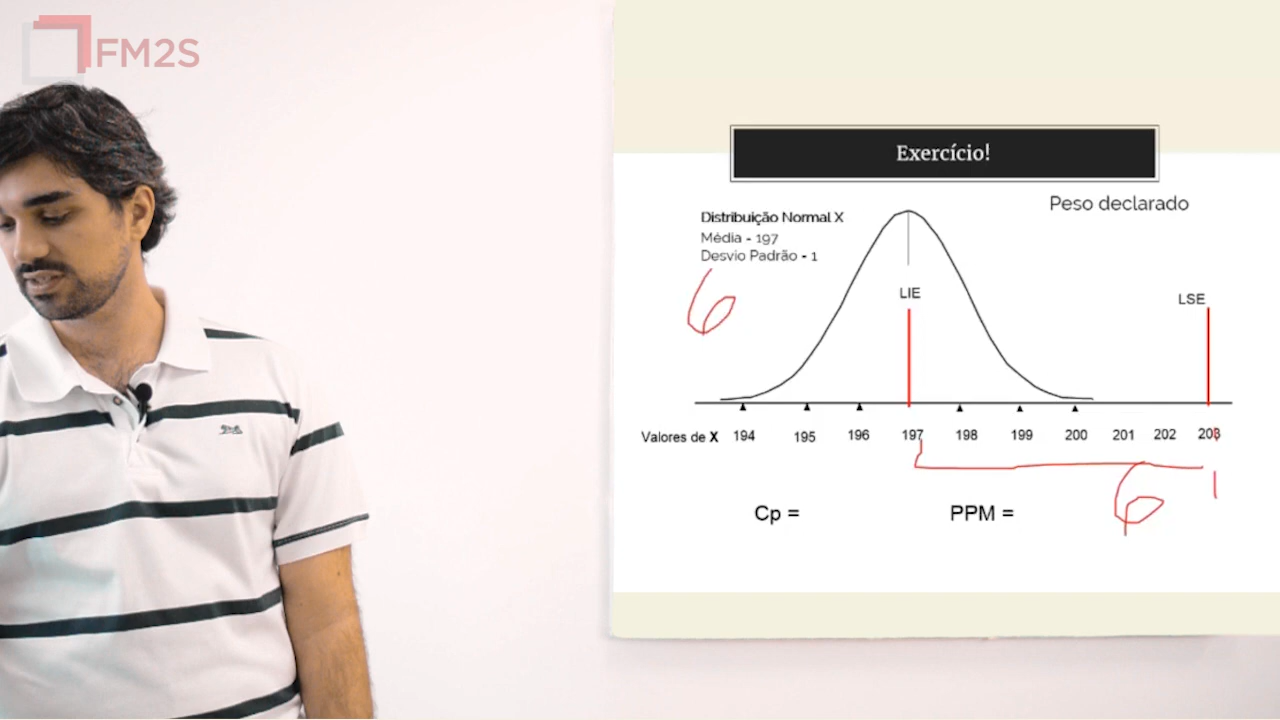 FM2S
Exercício!
Peso declarado
Distribuição Normal X
Média - 197
Desvio Padrão - 1
6
LIE
LSE
Valores de X 194 195 196 197 198 199 200 201 202 203
6
Cp =
PPM =